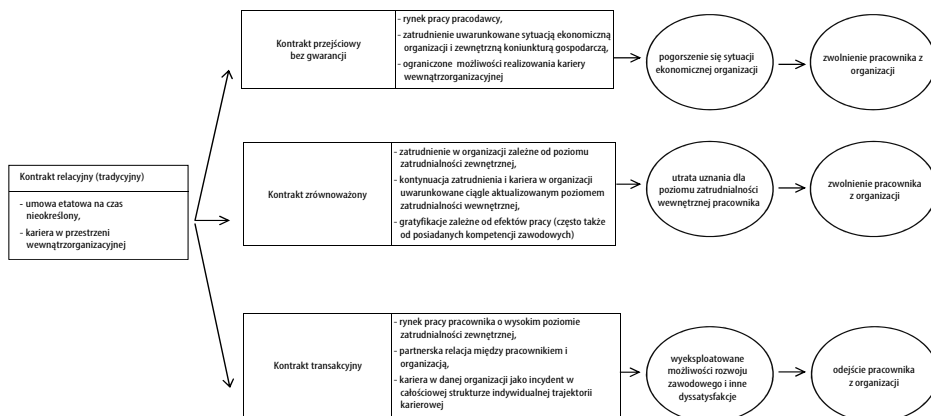 Kontrakt relacyjny (tradycyjny)
- umowa etatowa na czas
nieokreślony,
- kariera w przestrzeni
wewnątrzorganizacyjnej
Kontrakt przejściowy
bez gwarancji
- rynek pracy pracodawcy,
- zatrudnienie uwarunkowane sytuacją ekonomiczną
organizacji i zewnętrzną koniunkturą gospodarczą,
- ograniczone możliwości realizowania kariery
wewnątrzorganizacyjnej
pogorszenie się sytuacji
ekonomicznej organizacji
zwolnienie pracownika z
organizacji
Kontrakt zrównoważony
- zatrudnienie w organizacji zależne od poziomu
zatrudnialności zewnętrznej,
- kontynuacja zatrudnienia i kariera w organizacji
uwarunkowane ciągle aktualizowanym poziomem
zatrudnialności wewnętrznej,
- gratyfikacje zależne od efektów pracy (często także
od posiadanych kompetencji zawodowych)
utrata uznania dla
poziomu zatrudnialności
wewnętrznej pracownika
zwolnienie pracownika
z organizacji
Kontrakt transakcyjny
- rynek pracy pracownika o wysokim poziomie
zatrudnialności zewnętrznej,
- partnerska relacja między pracownikiem i
organizacją,
- kariera w danej organizacji jako incydent w
całościowej strukturze indywidualnej trajektorii
karierowej
wyeksploatowane
możliwości rozwoju
zawodowego i inne
dyssatysfakcje
odejście pracownika
z organizacji